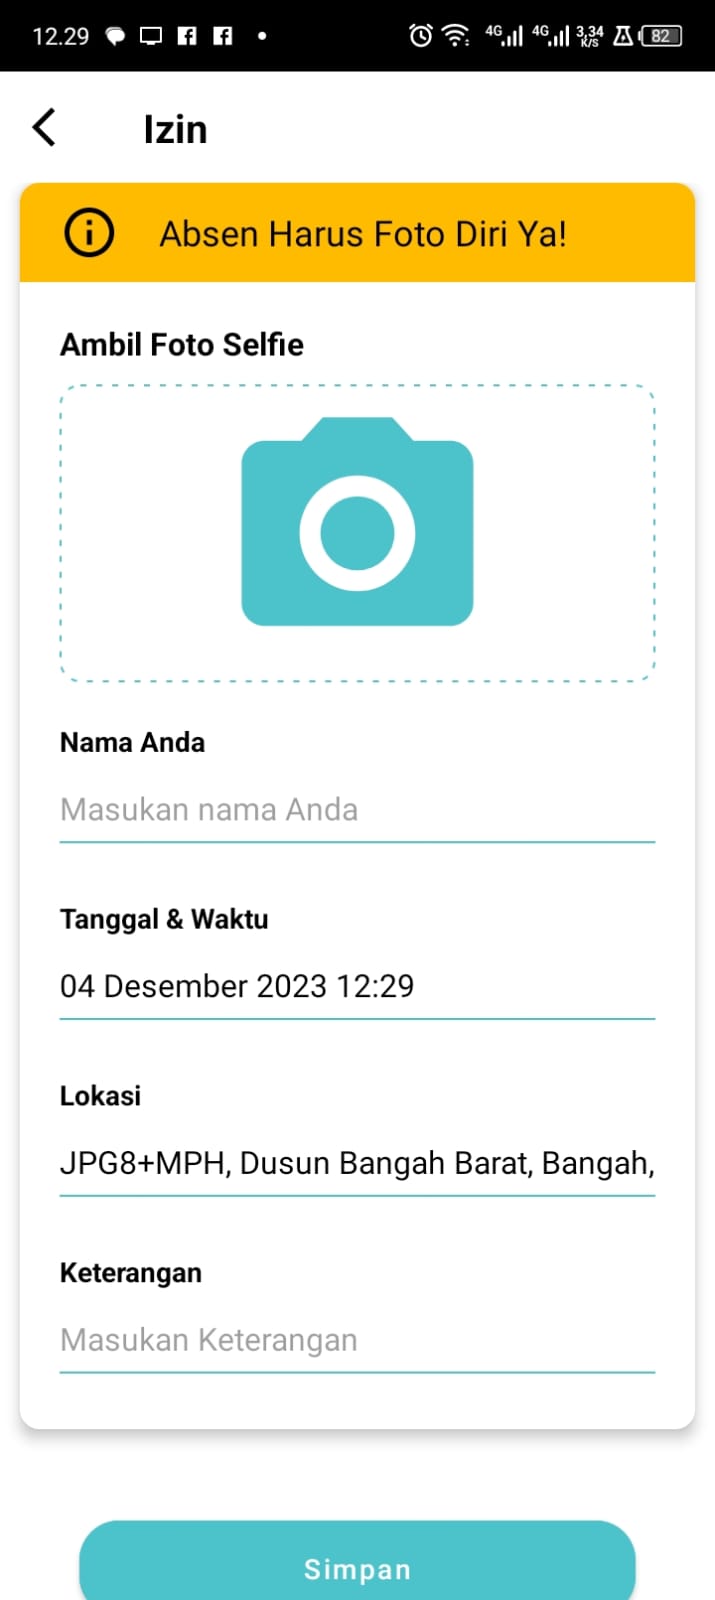 12.29
4G
4G
3,34
K/S
82
Izin
Absen Harus Foto Diri Ya!
Ambil Foto Selfie
Nama Anda
Masukan nama Anda
Tanggal & Waktu
04 Desember 2023 12:29
Lokasi
JPG8+MPH, Dusun Bangah Barat, Bangah,
Keterangan
Masukan Keterangan
Simpan